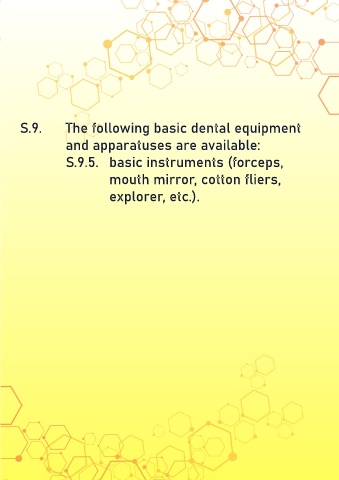 S.9. The following basic dental equipment
and apparatuses are available:
S.9.5. basic instruments (forceps,
mouth mirror, cotton fliers,
explorer, etc.).